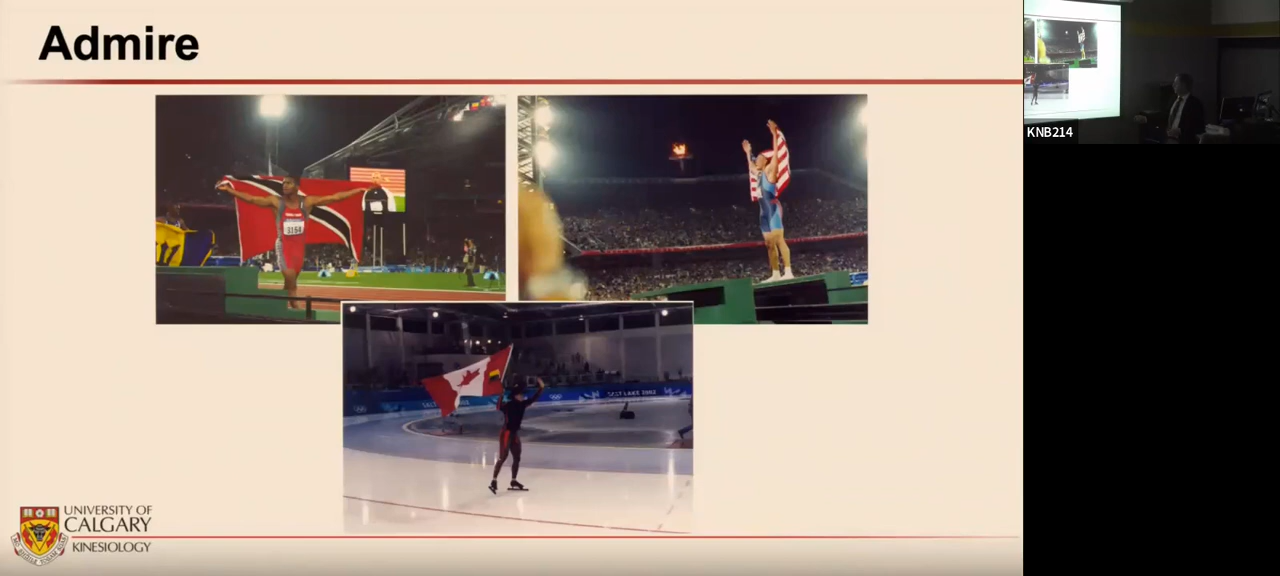 Admire
KNB214
3154
SALT LAKE 2002
UNIVERSITY OF
CALGARY
KINESIOLOGY